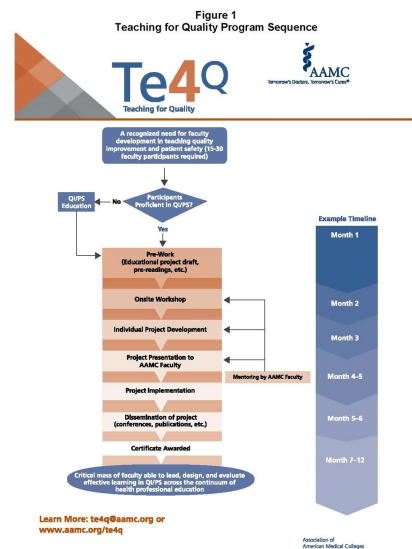 Figure 1
Teaching for Quality Program Sequence
Te4Q
Teaching for Quality
AAMC
Tomorrow's Doctors, Tomorrow's Cures®
A recognized need for faculty
development in teaching quality
improvement and patient safety (15-30
faculty participants required)
Participants
Proficient in QI/PS?
No
QI/PS
Education
Yes
Pre-Work
(Educational project draft,
pre-readings, etc.)
Onsite Workshop
Individual Project Development
Project Presentation to
AAMC Faculty
Mentoring by AAMC Faculty
Project Implementation
Dissemination of project
(conferences, publications, etc.)
Certificate Awarded
Critical mass of faculty able to lead, design, and evaluate
effective learning in QI/PS across the continuum of
health professional education
Example Timeline
Month 1
Month 2
Month 3
Month 4-5
Month 5-6
Month 7-12
Learn More: te4q@aamc.org or
www.aamc.org/te4q
Association of
American Medical Colleges